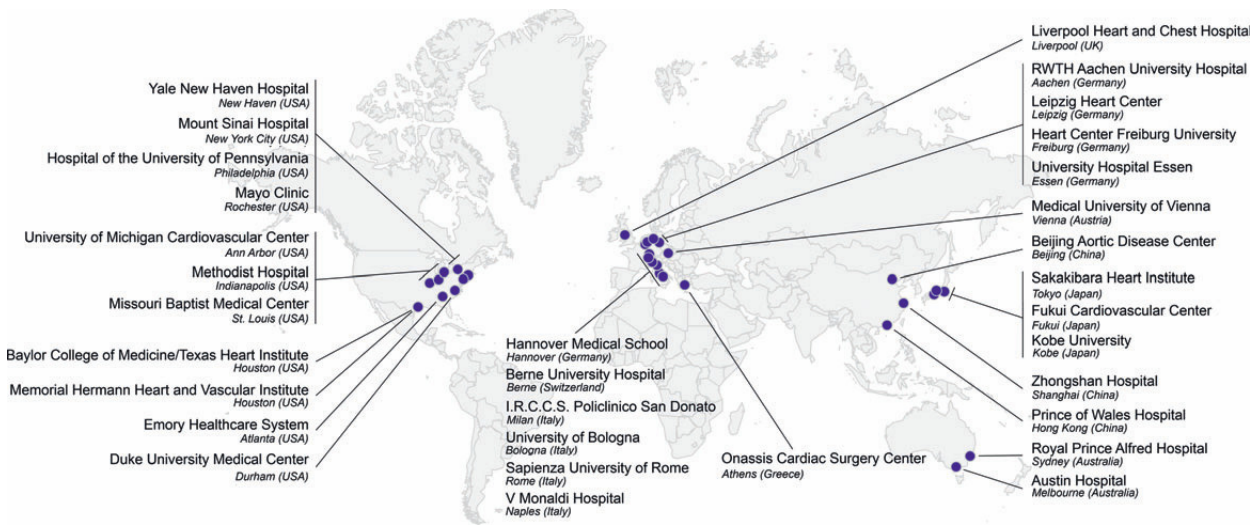 Yale New Haven Hospital
New Haven (USA)
Mount Sinai Hospital
New York City (USA)
Hospital of the University of Pennsylvania
Philadelphia (USA)
Mayo Clinic
Rochester (USA)
University of Michigan Cardiovascular Center
Ann Arbor (USA)
Methodist Hospital
Indianapolis (USA)
Missouri Baptist Medical Center
St. Louis (USA)
Baylor College of Medicine/Texas Heart Institute
Houston (USA)
Memorial Hermann Heart and Vascular Institute
Houston (USA)
Emory Healthcare System
Atlanta (USA)
Duke University Medical Center
Durham (USA)
Hannover Medical School
Hannover (Germany)
Berne University Hospital
Berne (Switzerland)
I.R.C.C.S. Policlinico San Donato
Milan (Italy)
University of Bologna
Bologna (Italy)
Sapienza University of Rome
Rome (Italy)
V Monaldi Hospital
Naples (Italy)
Onassis Cardiac Surgery Center
Athens (Greece)
Liverpool Heart and Chest Hospital
Liverpool (UK)
RWTH Aachen University Hospital
Aachen (Germany)
Leipzig Heart Center
Leipzig (Germany)
Heart Center Freiburg University
Freiburg (Germany)
University Hospital Essen
Essen (Germany)
Medical University of Vienna
Vienna (Austria)
Beijing Aortic Disease Center
Beijing (China)
Sakakibara Heart Institute
Tokyo (Japan)
Fukui Cardiovascular Center
Fukui (Japan)
Kobe University
Kobe (Japan)
Zhongshan Hospital
Shanghai (China)
Prince of Wales Hospital
Hong Kong (China)
Royal Prince Alfred Hospital
Sydney (Australia)
Austin Hospital
Melbourne (Australia)